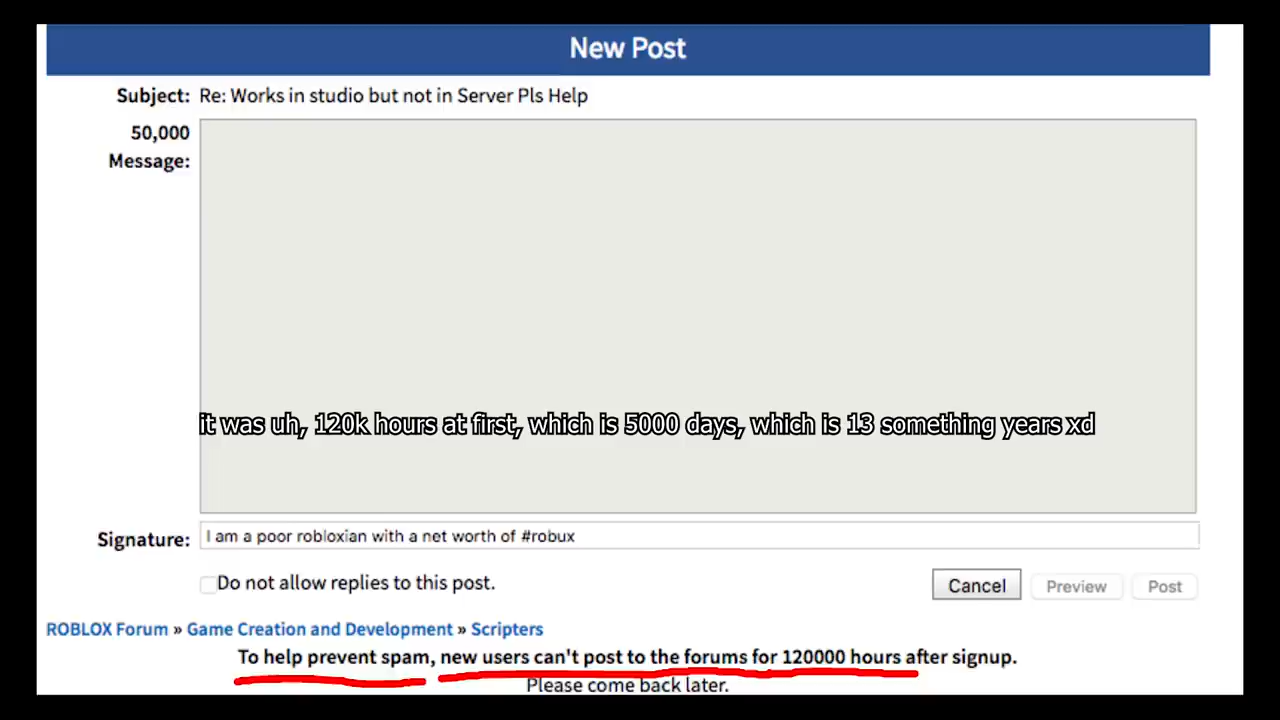 New Post
Subject: Re: Works in studio but not in Server Pls Help
50,000
Message:
it was uh, 120k hours at first, which is 5000 days, which is 13 something years xd
Signature: I am a poor robloxian with a net worth of #robux
Do not allow replies to this post.
Cancel Preview Post
ROBLOX Forum » Game Creation and Development » Scripters
To help prevent spam, new users can't post to the forums for 120000 hours after signup.
Please come back later.